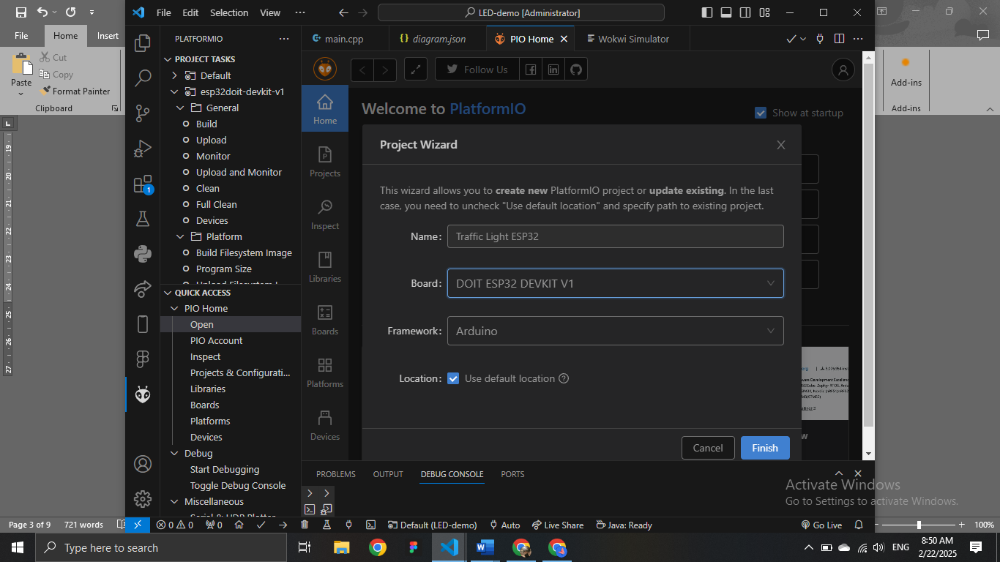 File Edit Selection View ···
LED-demo [Administrator]
File Home Insert
Cut
Copy
Format Painter
Paste
Clipboard
Add-ins
Add-ins
PLATFORMIO
PROJECT TASKS
Default
esp32doit-devkit-v1
General
Build
Upload
Monitor
Upload and Monitor
Clean
Full Clean
Devices
Platform
Build Filesystem Image
Program Size
QUICK ACCESS
PIO Home
Open
PIO Account
Inspect
Projects & Configurati...
Libraries
Boards
Platforms
Devices
Debug
Start Debugging
Toggle Debug Console
Miscellaneous
1
main.cpp
diagram.json
PIO Home
Wokwi Simulator
Follow Us
Home
Projects
Inspect
Libraries
Boards
Platforms
Devices
Welcome to PlatformIO
Show at startup
Project Wizard
This wizard allows you to create new PlatformIO project or update existing. In the last
case, you need to uncheck "Use default location" and specify path to existing project.
Name: Traffic Light ESP32
Board: DOIT ESP32 DEVKIT V1
Framework: Arduino
Location: Use default location
Cancel Finish
PROBLEMS OUTPUT DEBUG CONSOLE PORTS
Activate Windows
Go to Settings to activate Windows.
19
20
21
22
23
24
25
26
27
Page 3 of 9 721 words
0 0 0 Default (LED-demo) Auto Live Share Java: Ready Go Live
100%
Type here to search
ENG
8:50 AM
2/22/2025